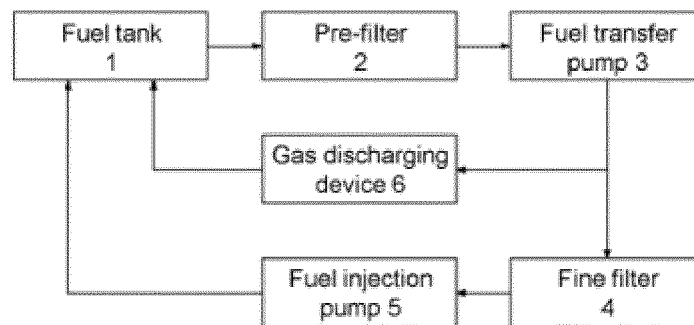 Fuel tank
1
Pre-filter
2
Fuel transfer
pump 3
Gas discharging
device 6
Fuel injection
pump 5
Fine filter
4